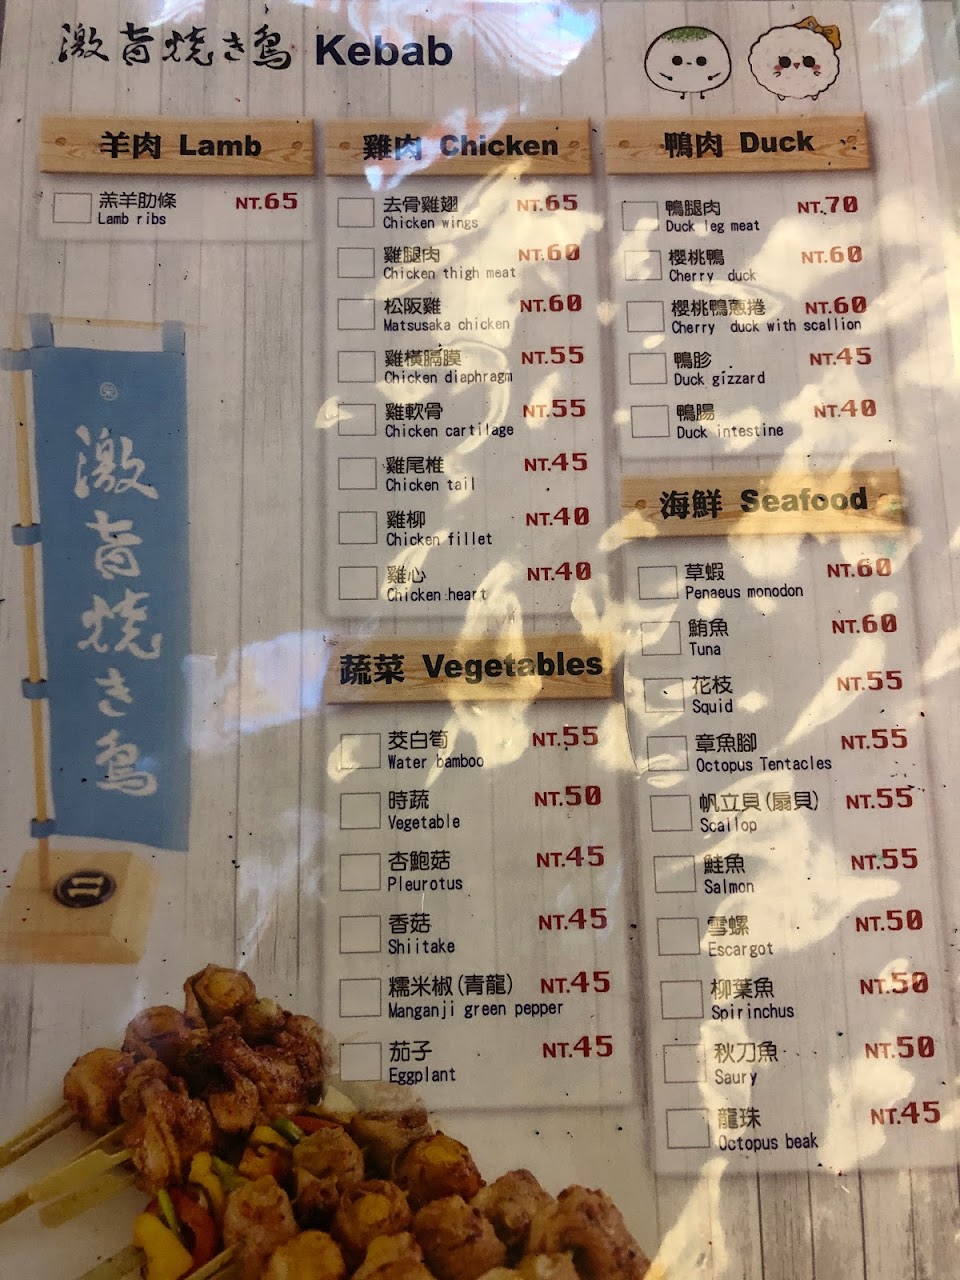 激旨焼き鳥 Kebab
羊肉 Lamb
羔羊肋條 NT.65
Lamb ribs
雞肉 Chicken
去骨雞翅 NT.65
Chicken wings
雞腿肉 NT.60
Chicken thigh meat
松阪雞 NT.60
Matsusaka chicken
雞橫膈膜 NT.55
Chicken diaphragm
雞軟骨 NT.55
Chicken cartilage
雞尾椎 NT.45
Chicken tail
雞柳 NT.40
Chicken fillet
雞心 NT.40
Chicken heart
蔬菜 Vegetables
茭白筍 NT.55
Water bamboo
時蔬 NT.50
Vegetable
杏鮑菇 NT.45
Pleurotus
香菇 NT.45
Shiitake
糯米椒(青龍) NT.45
Manganji green pepper
茄子 NT.45
Eggplant
鴨肉 Duck
鴨腿肉 NT.70
Duck leg meat
櫻桃鴨 NT.60
Cherry duck
櫻桃鴨蔥捲 NT.60
Cherry duck with scallion
鴨胗 NT.45
Duck gizzard
鴨腸 NT.40
Duck intestine
海鮮 Seafood
草蝦 NT.60
Penaeus monodon
鮪魚 NT.60
Tuna
花枝 NT.55
Squid
章魚腳 NT.55
Octopus Tentacles
帆立貝(扇貝) NT.55
Scallop
鮭魚 NT.55
Salmon
雪螺 NT.50
Escargot
柳葉魚 NT.50
Spirinchus
秋刀魚 NT.50
Saury
龍珠 NT.45
Octopus beak
激旨焼き鳥